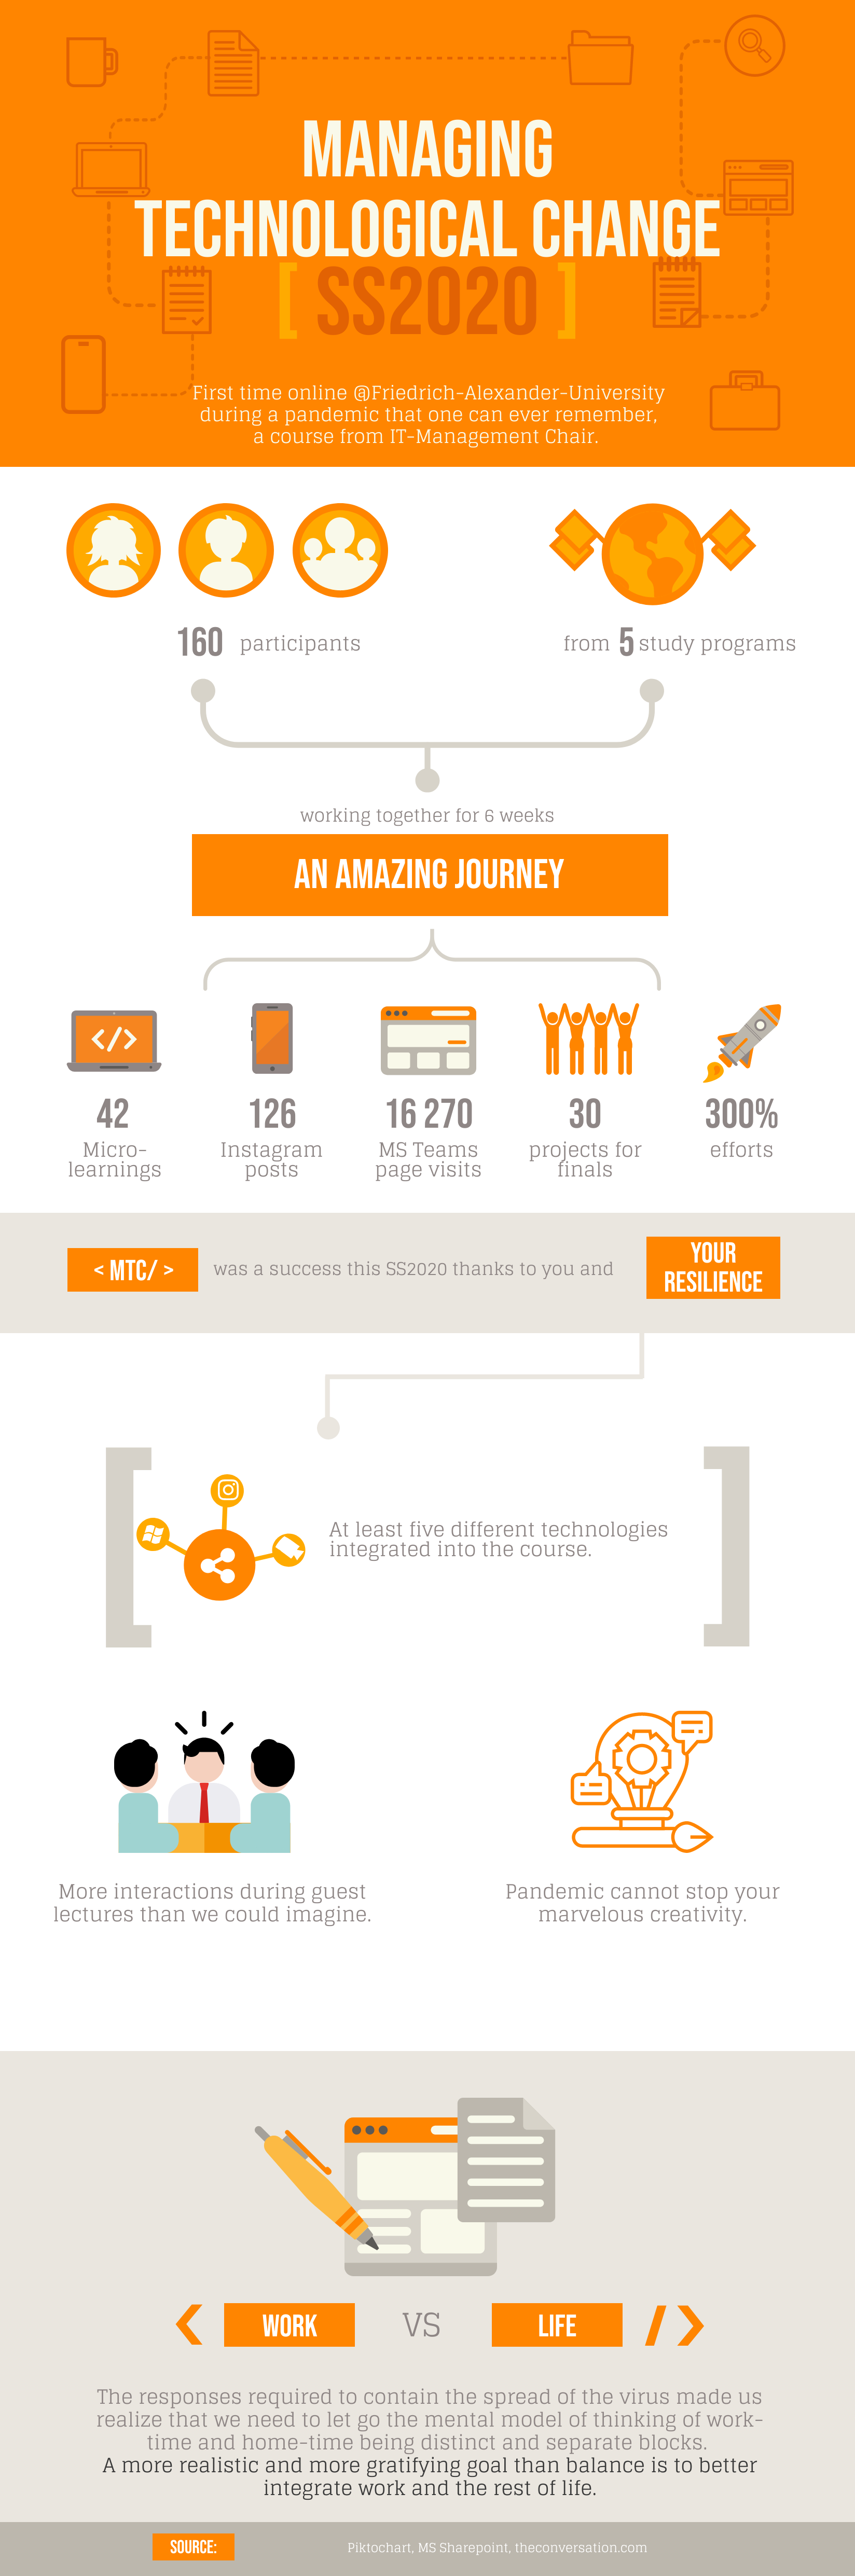 MANAGING
TECHNOLOGICAL CHANGE
[ SS2020 ]
First time online @Friedrich-Alexander-University
during a pandemic that one can ever remember,
a course from IT-Management Chair.
160 participants
from 5 study programs
working together for 6 weeks
AN AMAZING JOURNEY
</>
42
Micro-
learnings
126
Instagram
posts
16 270
MS Teams
page visits
30
projects for
finals
300%
efforts
< MTC/ >
was a success this SS2020 thanks to you and
YOUR
RESILIENCE
At least five different technologies
integrated into the course.
More interactions during guest
lectures than we could imagine.
Pandemic cannot stop your
marvelous creativity.
< WORK VS LIFE / >
The responses required to contain the spread of the virus made us
realize that we need to let go the mental model of thinking of work-
time and home-time being distinct and separate blocks.
A more realistic and more gratifying goal than balance is to better
integrate work and the rest of life.
SOURCE:
Piktochart, MS Sharepoint, theconversation.com